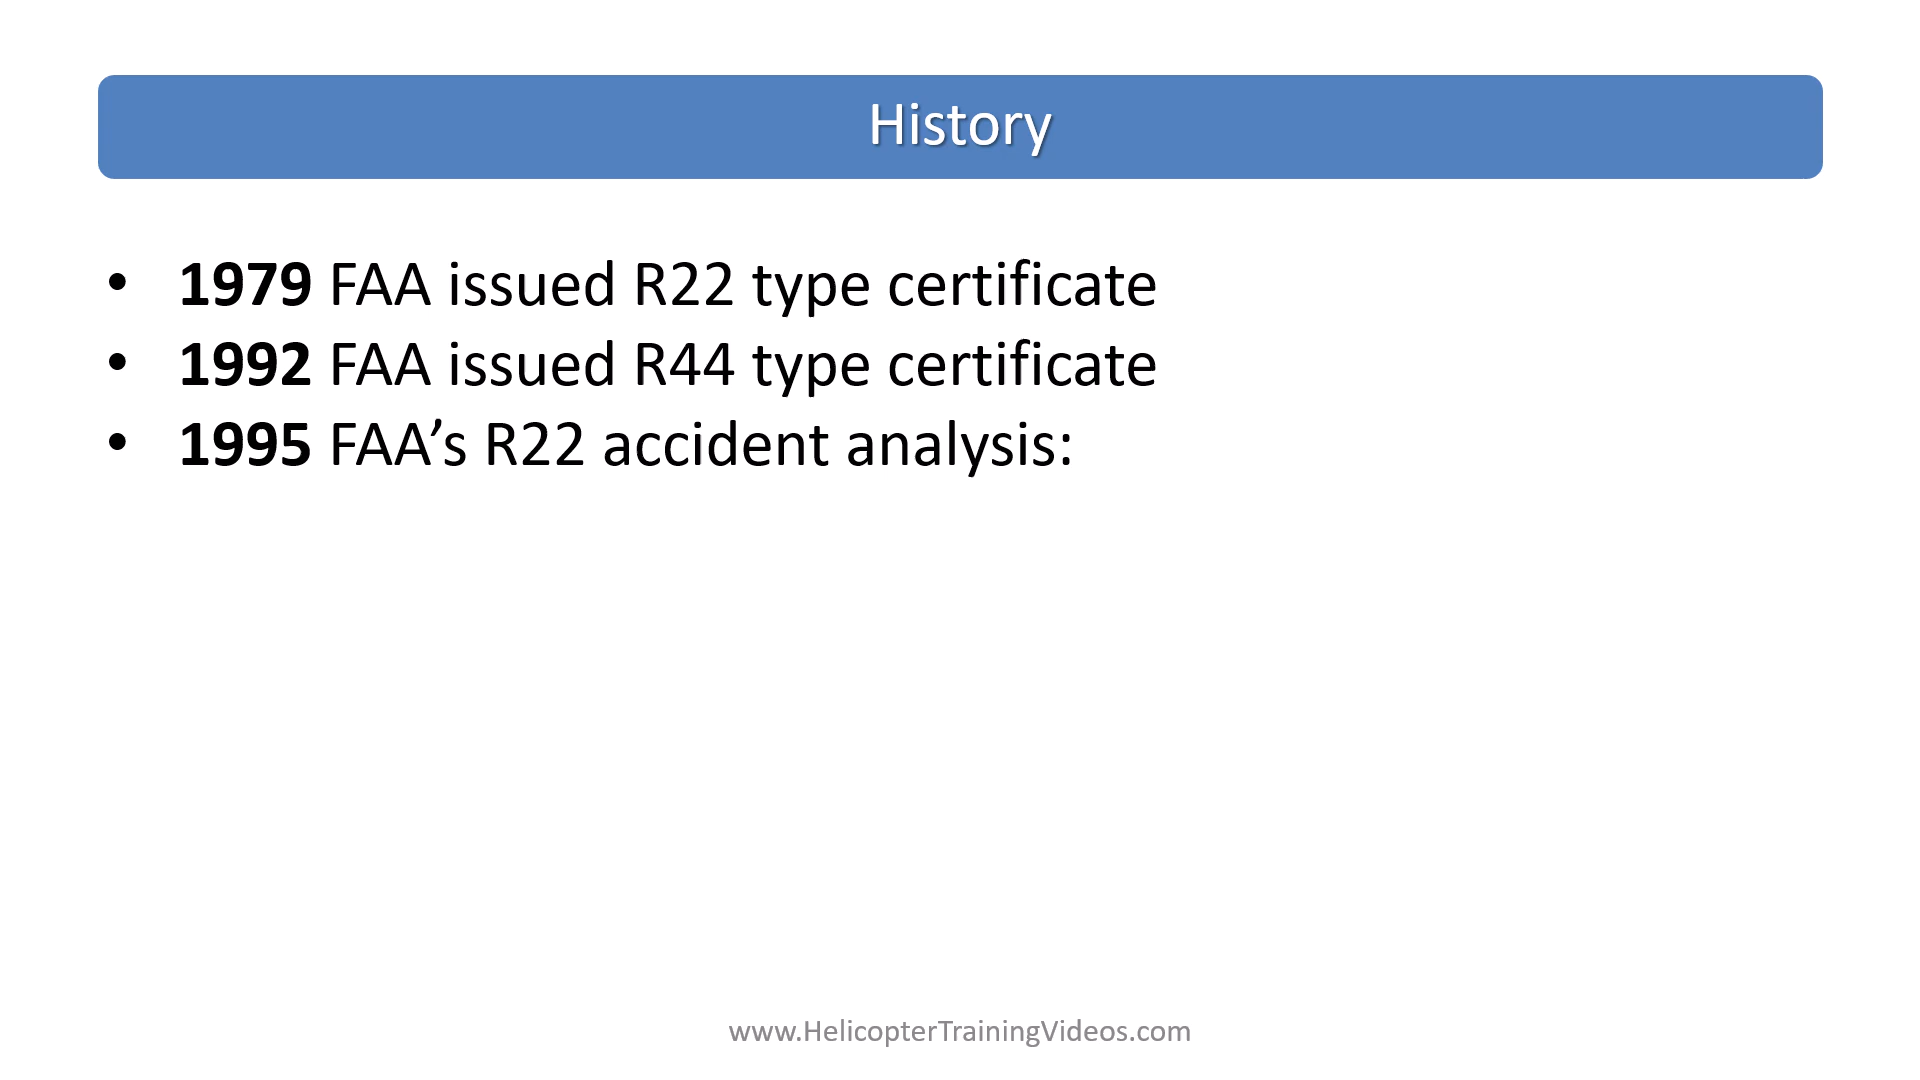 History
• 1979 FAA issued R22 type certificate
• 1992 FAA issued R44 type certificate
• 1995 FAA’s R22 accident analysis:
www.HelicopterTrainingVideos.com